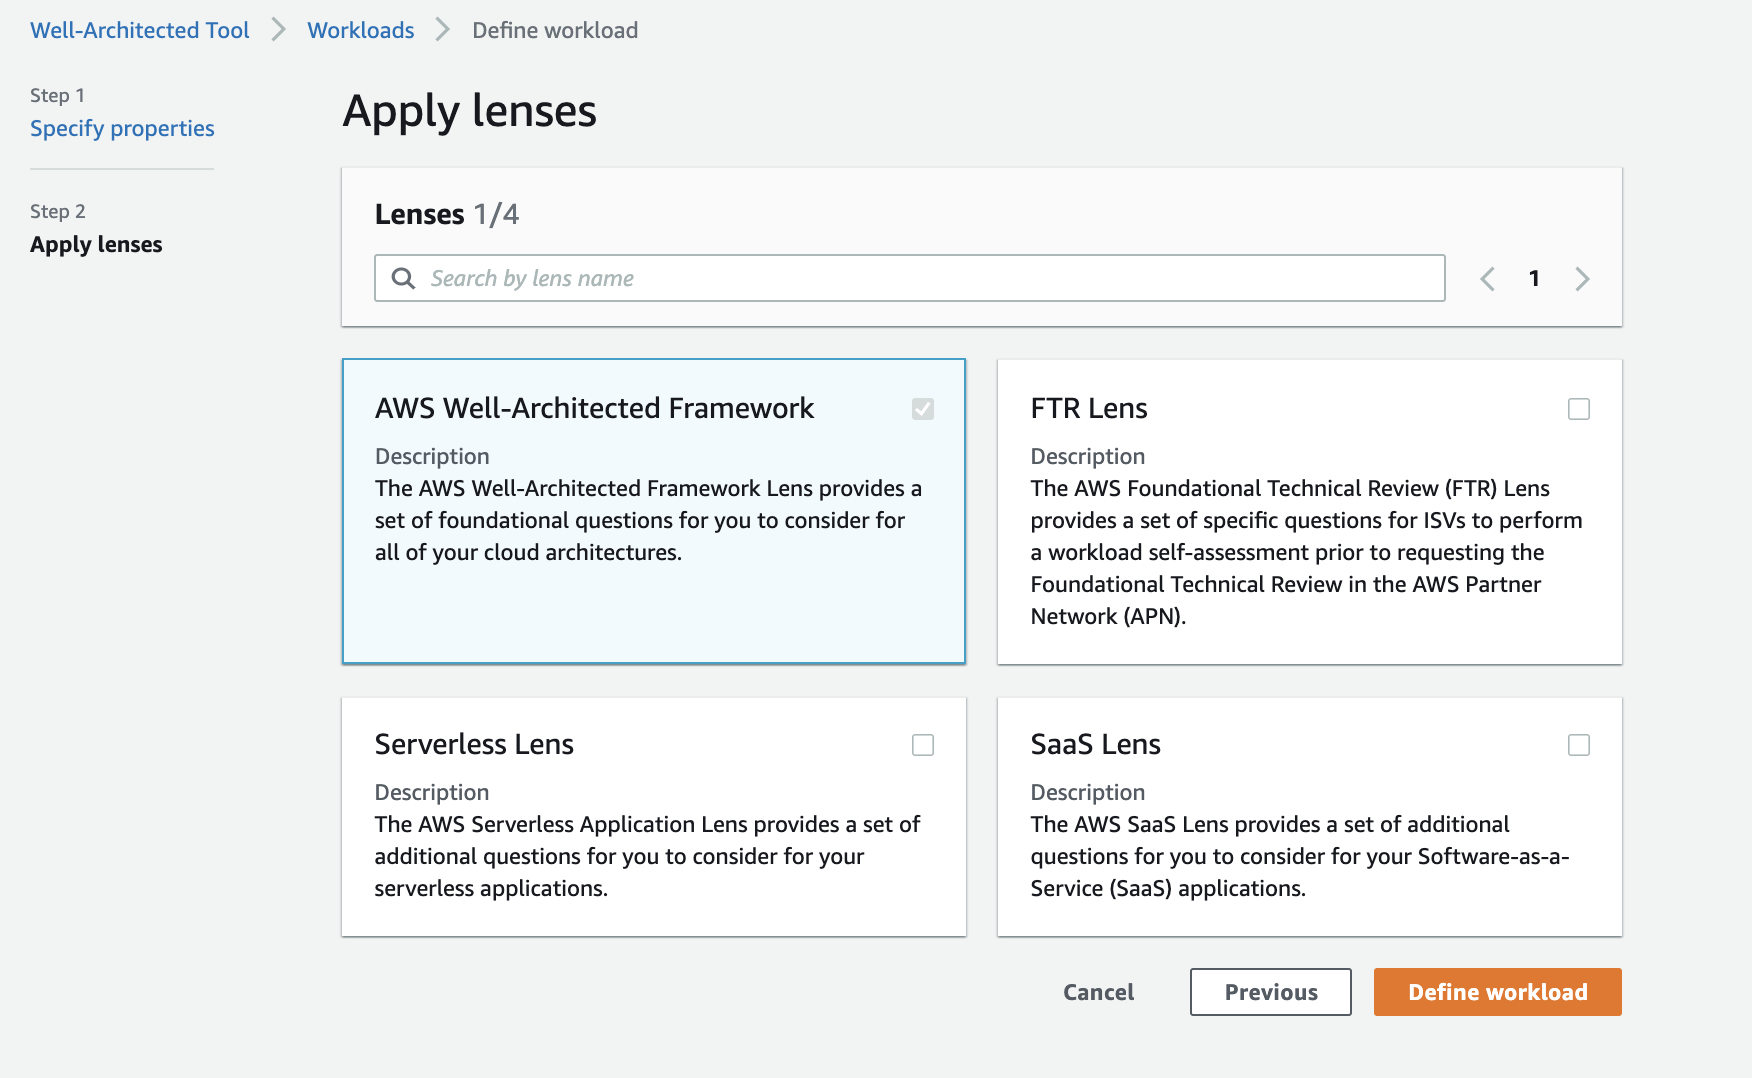 Well-Architected Tool
Workloads
Define workload
Step 1
Specify properties
Step 2
Apply lenses
Apply lenses
Lenses 1/4
Search by lens name
1
AWS Well-Architected Framework
Description
The AWS Well-Architected Framework Lens provides a
set of foundational questions for you to consider for
all of your cloud architectures.
FTR Lens
Description
The AWS Foundational Technical Review (FTR) Lens
provides a set of specific questions for ISVs to perform
a workload self-assessment prior to requesting the
Foundational Technical Review in the AWS Partner
Network (APN).
Serverless Lens
Description
The AWS Serverless Application Lens provides a set of
additional questions for you to consider for your
serverless applications.
SaaS Lens
Description
The AWS SaaS Lens provides a set of additional
questions for you to consider for your Software-as-a-
Service (SaaS) applications.
Cancel
Previous
Define workload